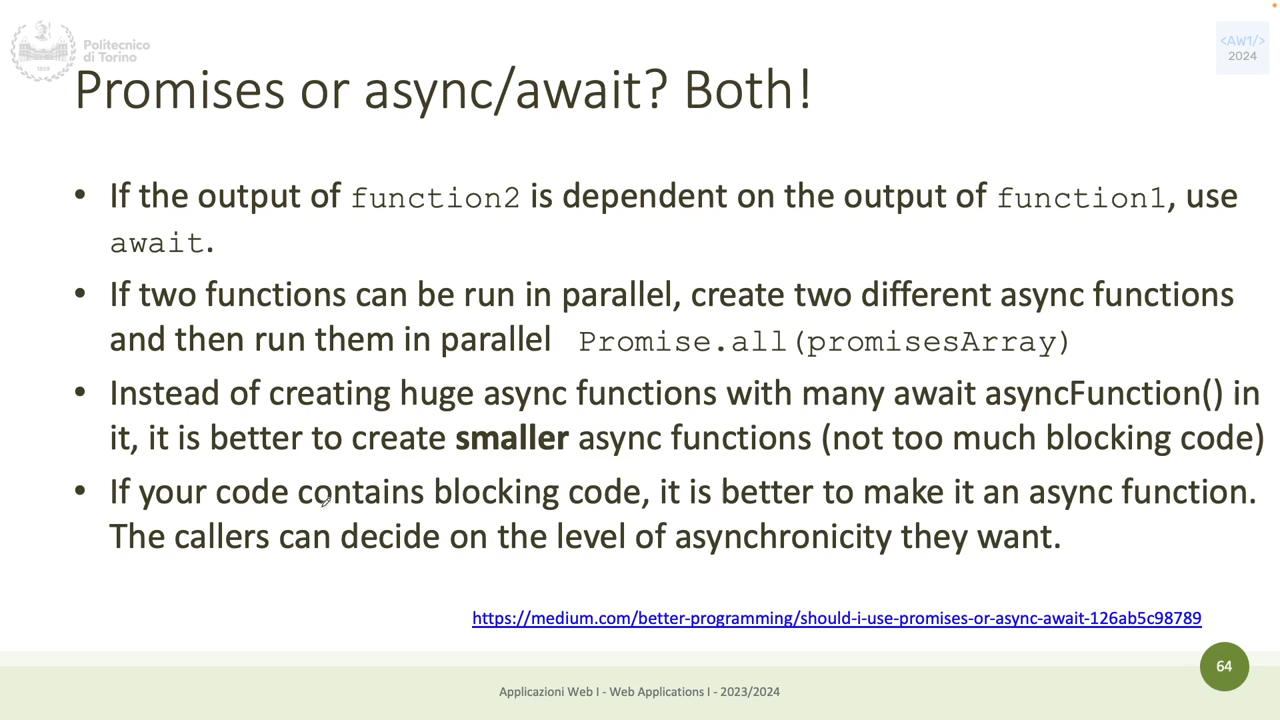 Politecnico
di Torino
1859
<AW1/>
2024
Promises or async/await? Both!
• If the output of function2 is dependent on the output of function1, use
await.
• If two functions can be run in parallel, create two different async functions
and then run them in parallel Promise.all(promisesArray)
• Instead of creating huge async functions with many await asyncFunction() in
it, it is better to create smaller async functions (not too much blocking code)
• If your code contains blocking code, it is better to make it an async function.
The callers can decide on the level of asynchronicity they want.
https://medium.com/better-programming/should-i-use-promises-or-async-await-126ab5c98789
64
Applicazioni Web I - Web Applications I - 2023/2024